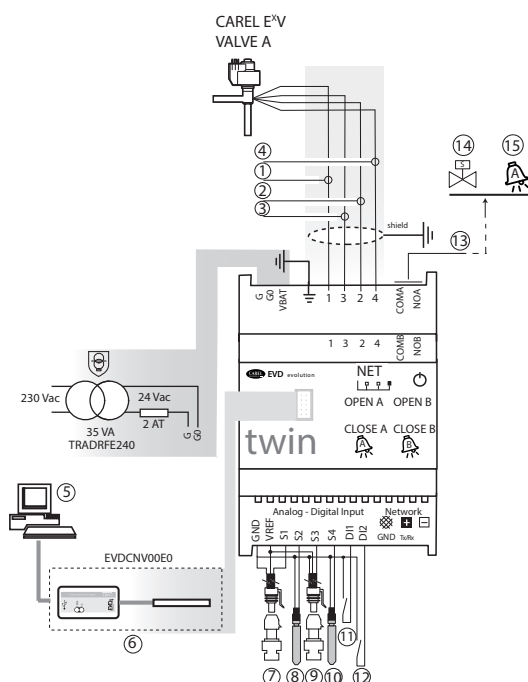 CAREL EXV
VALVE A
4
1
2
3
shield
14
15
S
A
13
G
G0
VBAT
1 3 2 4
COMA
NOA
1 3 2 4
COMB
NOB
CAREL EVD evolution
NET
OPEN A OPEN B
CLOSE A CLOSE B
A B
twin
230 Vac
24 Vac
2 AT
35 VA
TRADRFE240
G
G0
5
EVDCNV00E0
EVD4
6
Analog - Digital Input
Network
GND
VREF
S1
S2
S3
S4
DI1
DI2
GND Tx/Rx
7 8 9 10 11 12